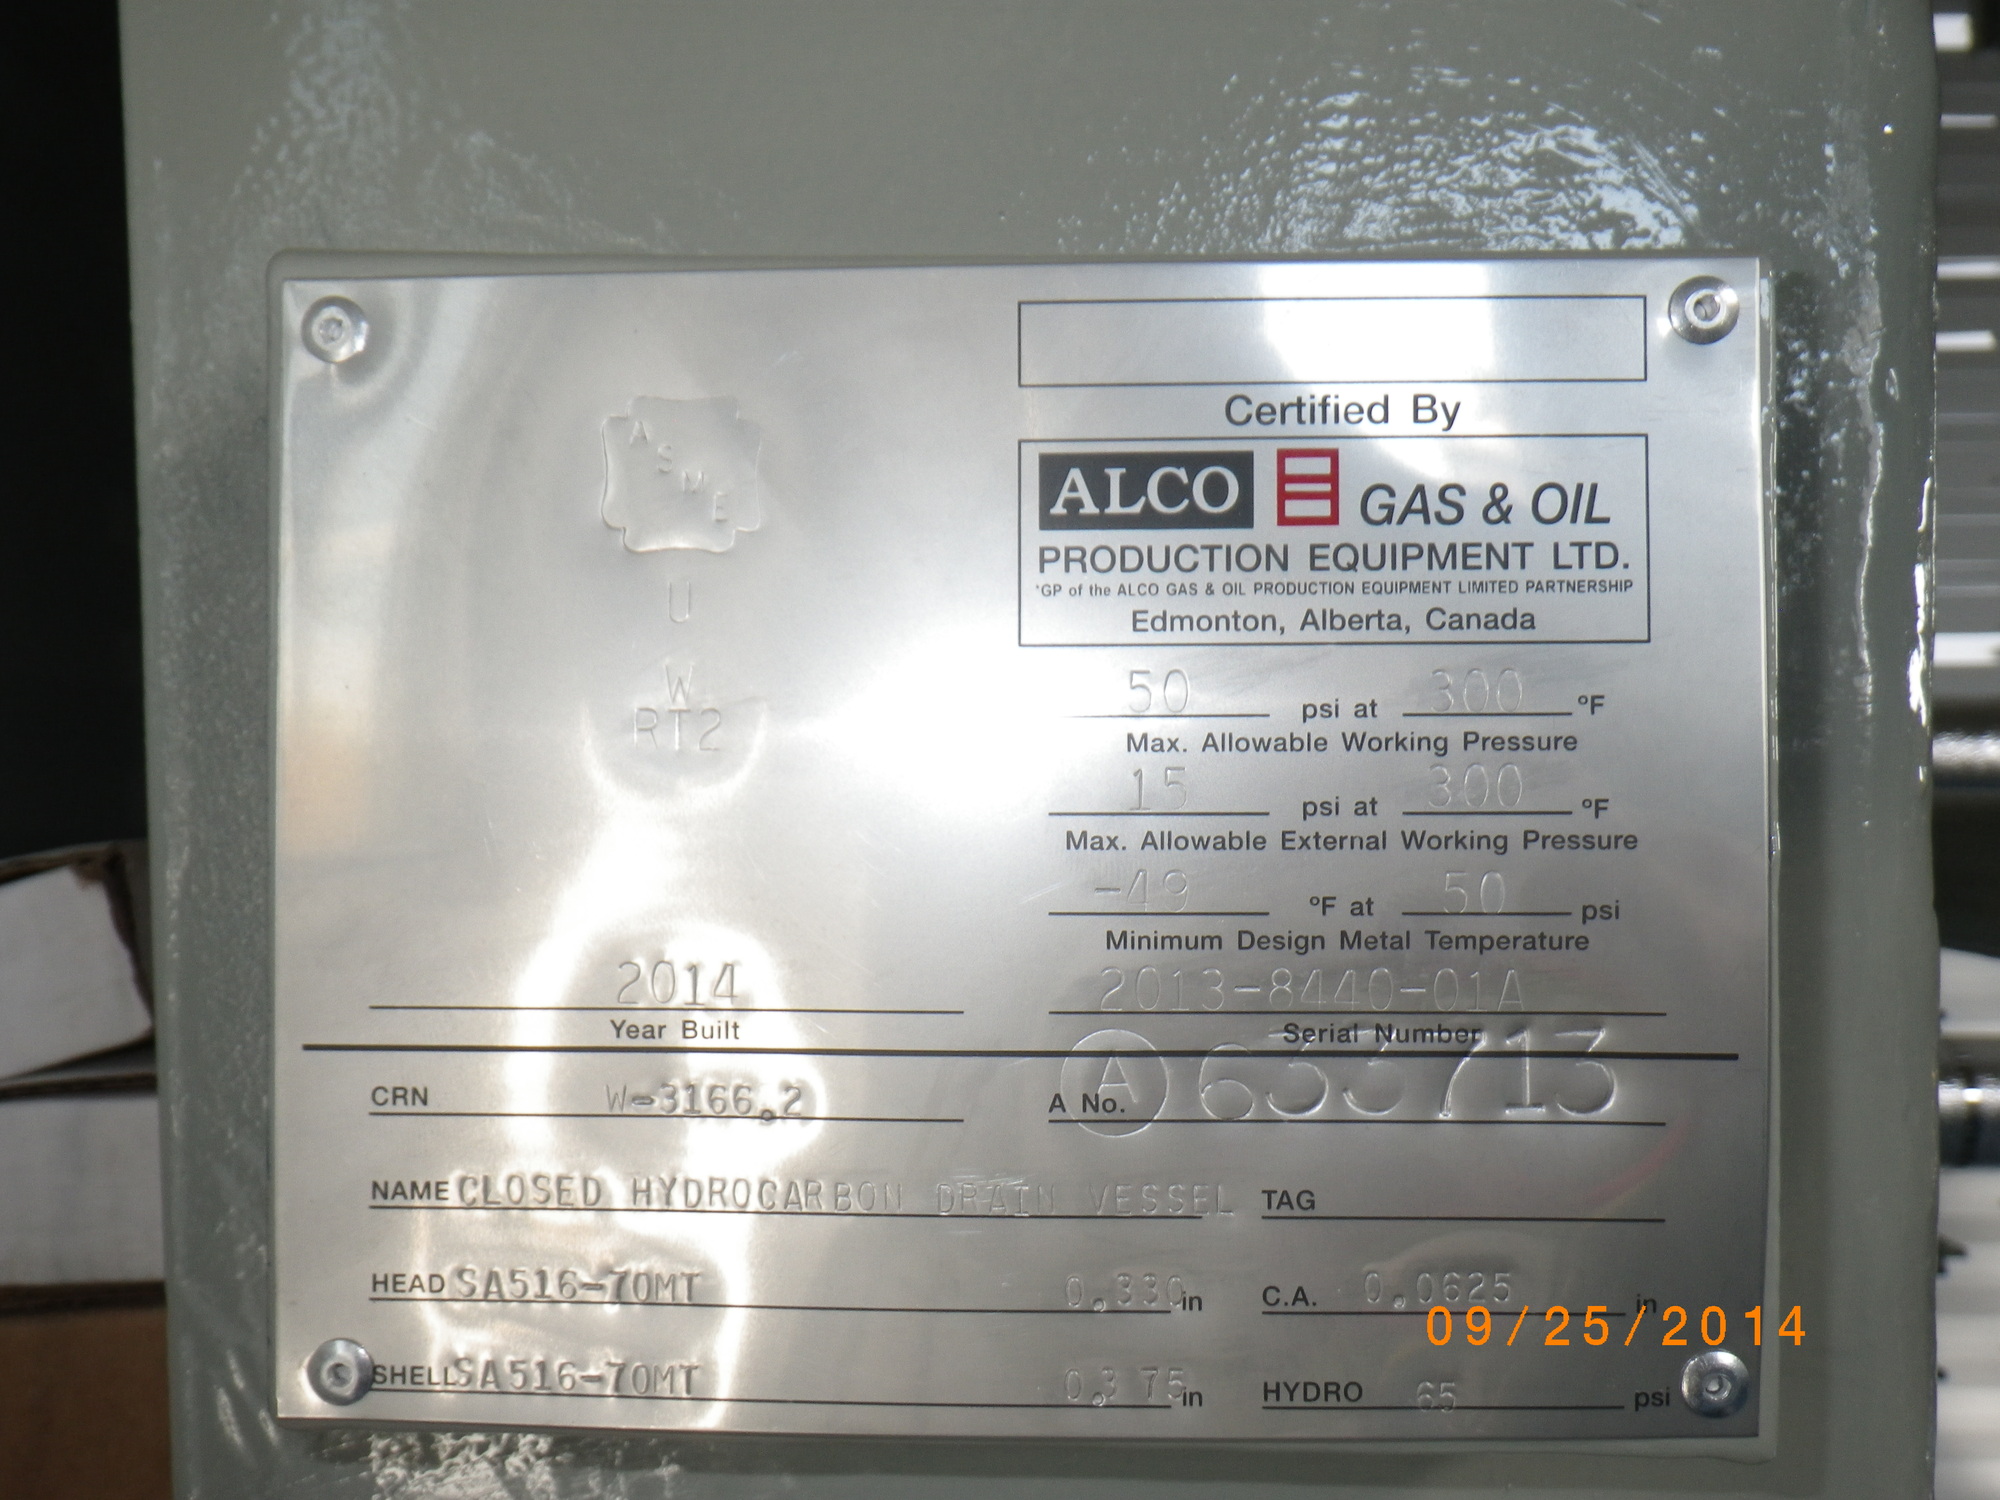 Certified By
ALCO GAS & OIL
PRODUCTION EQUIPMENT LTD.
*GP of the ALCO GAS & OIL PRODUCTION EQUIPMENT LIMITED PARTNERSHIP
Edmonton, Alberta, Canada
ASME
U
W
RT2
50 psi at 300 °F
Max. Allowable Working Pressure
15 psi at 300 °F
Max. Allowable External Working Pressure
-49 °F at 50 psi
Minimum Design Metal Temperature
2014 2013-8440-01A
Year Built Serial Number
CRN W-3166.2 A No. A 633713
NAME CLOSED HYDROCARBON DRAIN VESSEL TAG
HEAD SA516-70MT 0.330 in C.A. 0.0625 in
09/25/2014
SHELL SA516-70MT 0.375 in HYDRO 65 psi